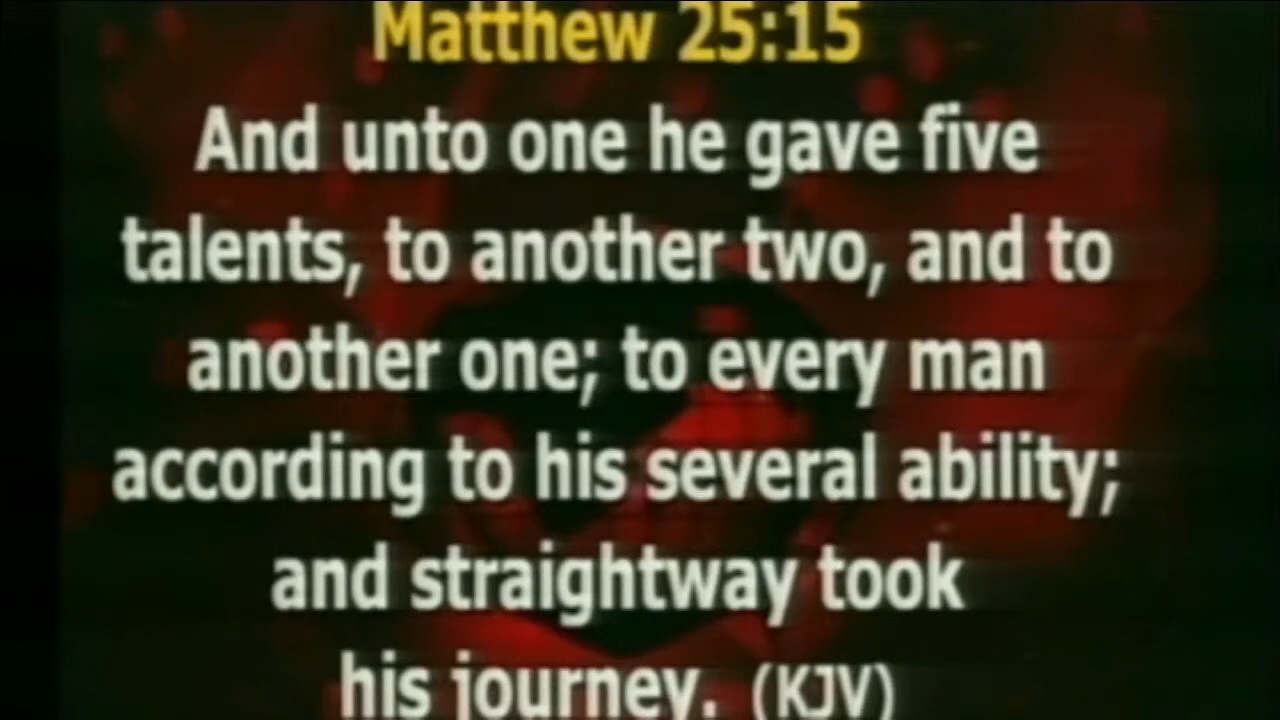 Matthew 25:15
And unto one he gave five
talents, to another two, and to
another one; to every man
according to his several ability;
and straightway took
his journey. (KJV)